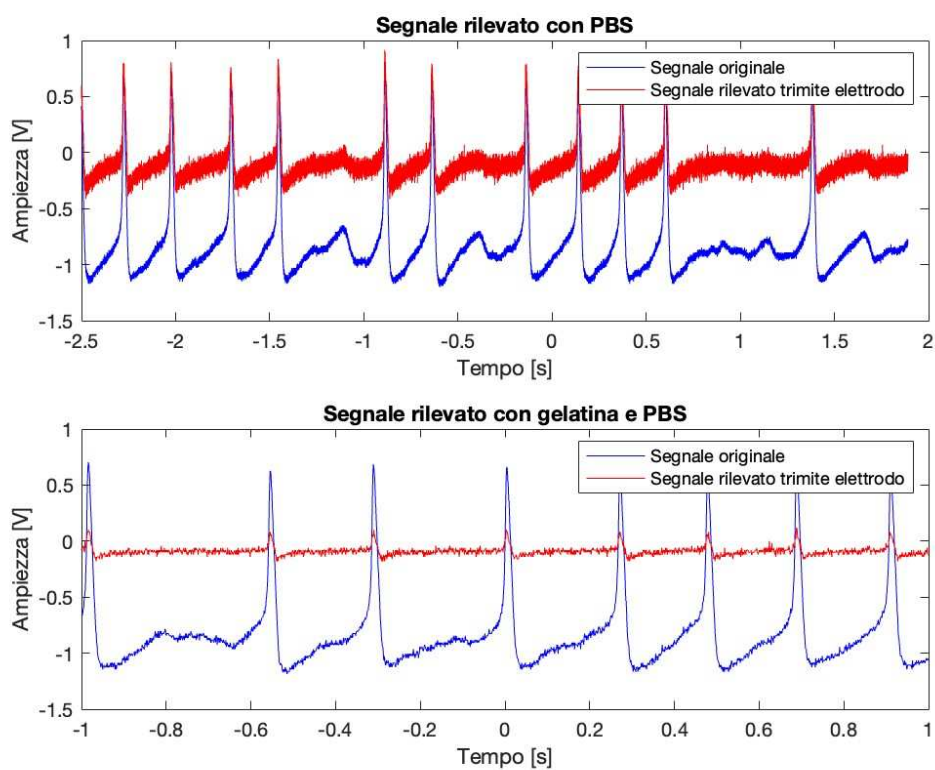 Segnale rilevato con PBS
1
Segnale originale
Segnale rilevato trimite elettrodo
0.5
0
-0.5
-1
-1.5
Ampiezza [V]
-2.5 -2 -1.5 -1 -0.5 0 0.5 1 1.5 2
Tempo [s]
Segnale rilevato con gelatina e PBS
1
Segnale originale
Segnale rilevato trimite elettrodo
0.5
0
-0.5
-1
-1.5
Ampiezza [V]
-1 -0.8 -0.6 -0.4 -0.2 0 0.2 0.4 0.6 0.8 1
Tempo [s]